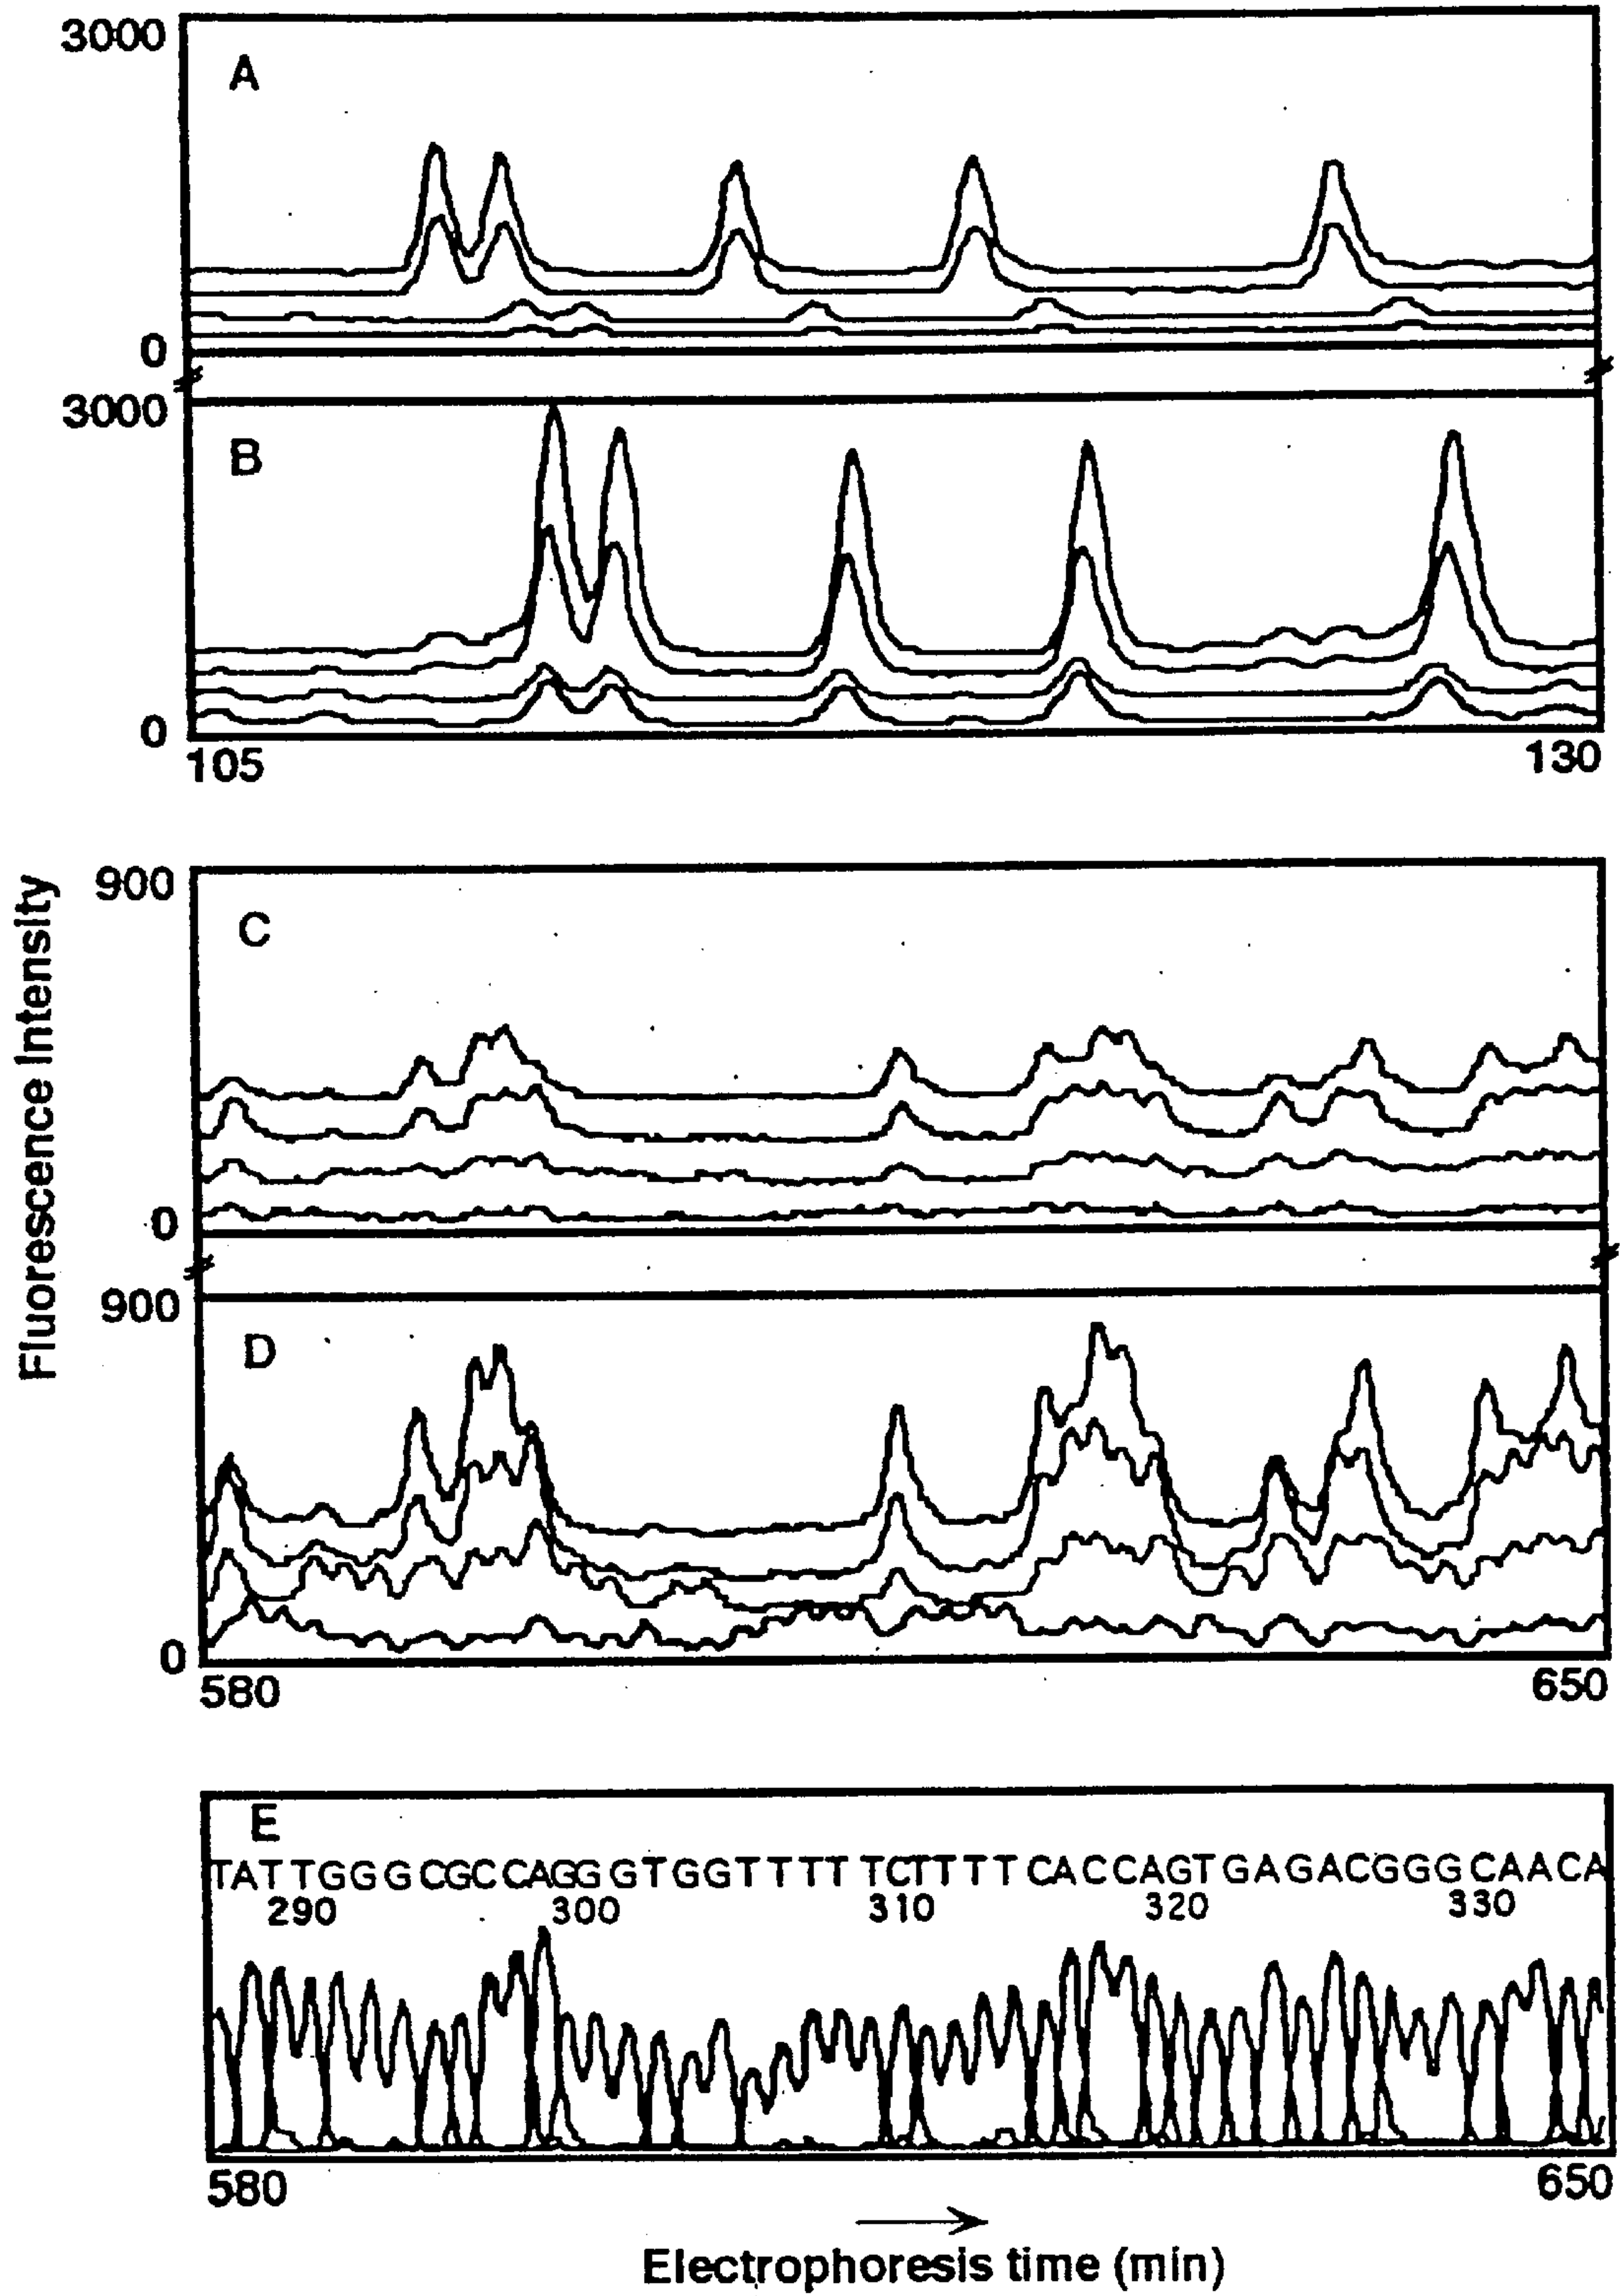 3000
A
0
3000
B
0
105 130
Fluorescence Intensity
900
C
0
900
D
0
580 650
E
TATTGGGCGCCAGGGTGGTTTTTTCTTTTCACCAGTGAGACGGGCAACA
290 300 310 320 330
580 650
Electrophoresis time (min)